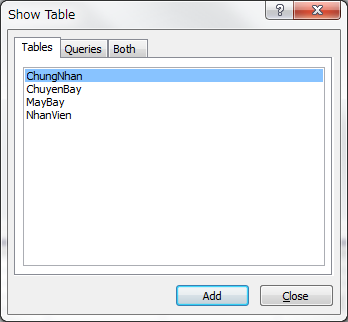 Show Table
Tables Queries Both
ChungNhan
ChuyenBay
MayBay
NhanVien
Add Close